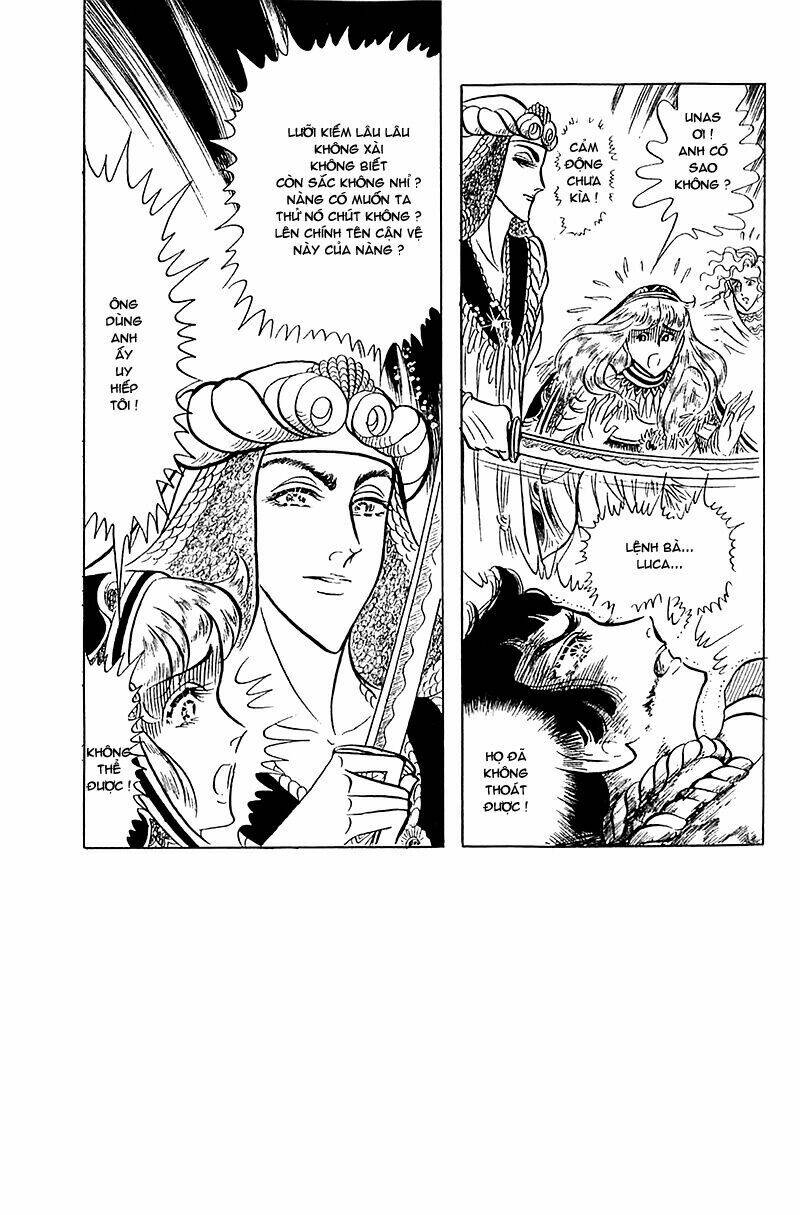 UNAS
ƠI !
ANH CÓ
SAO
KHÔNG ?
CẢM
ĐỘNG
CHƯA
KÌA !
LỆNH BÀ...
LUCA...
HỌ ĐÃ
KHÔNG
THOÁT
ĐƯỢC !
LƯỠI KIẾM LÂU LÂU
KHÔNG XÀI
KHÔNG BIẾT
CÒN SẮC KHÔNG NHỈ ?
NÀNG CÓ MUỐN TA
THỬ NÓ CHÚT KHÔNG ?
LÊN CHÍNH TÊN CẬN VỆ
NÀY CỦA NÀNG ?
ÔNG
DÙNG
ANH
ẤY
UY
HIẾP
TÔI !
KHÔNG
THỂ
ĐƯỢC !